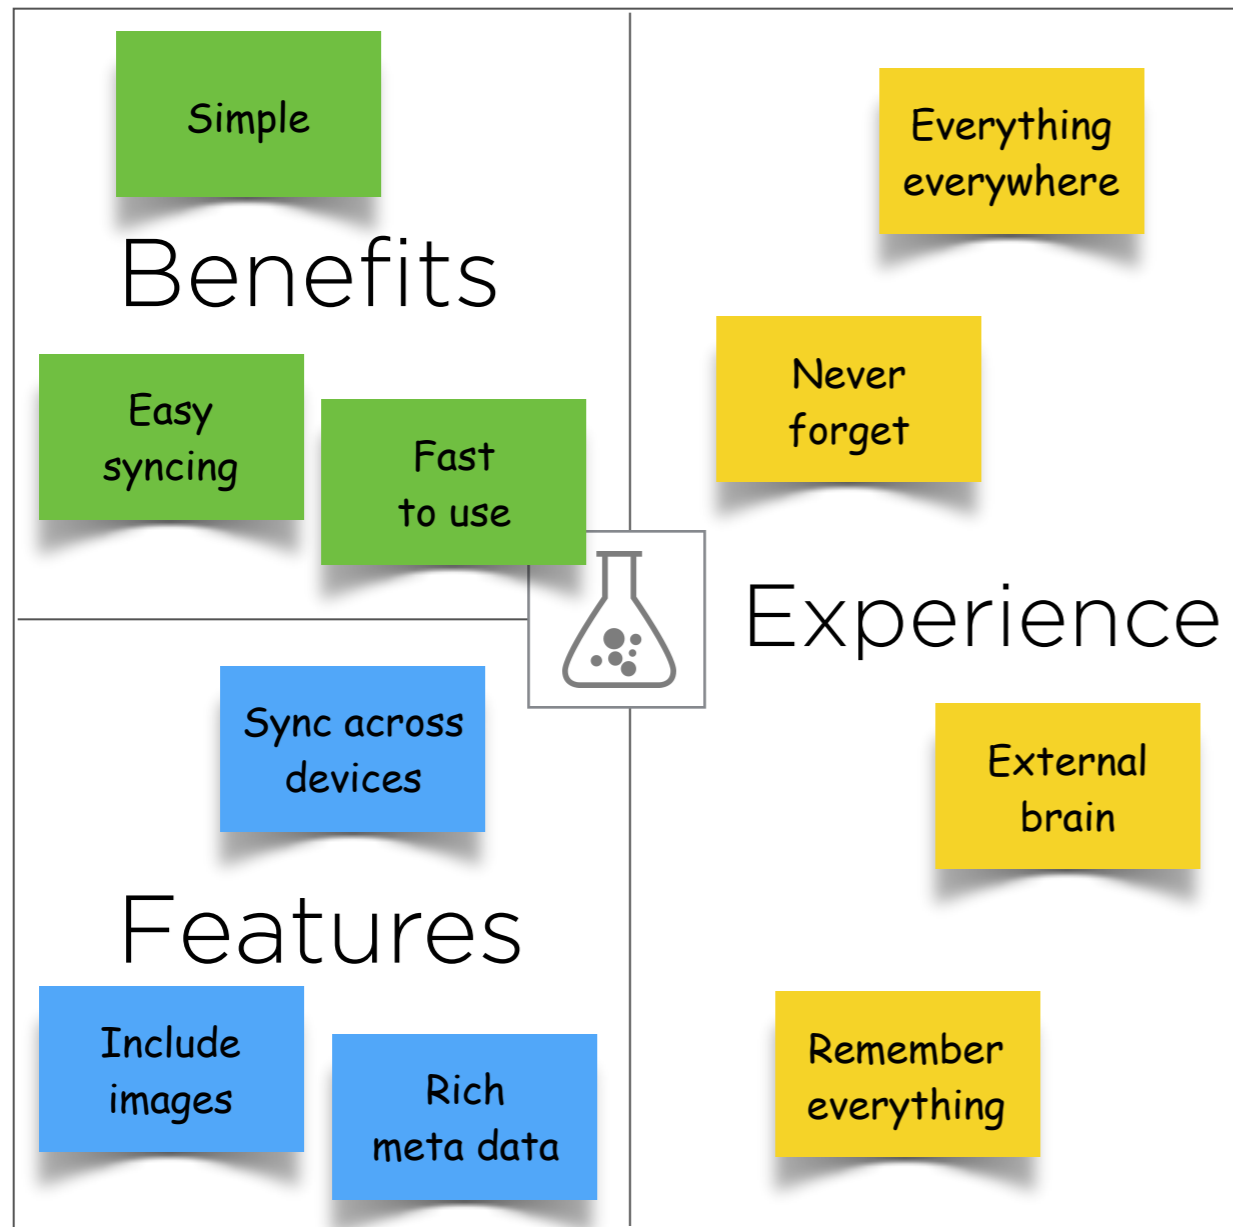 Simple
Benefits
Easy
syncing
Fast
to use
Sync across
devices
Features
Include
images
Rich
meta data
Everything
everywhere
Never
forget
Experience
External
brain
Remember
everything